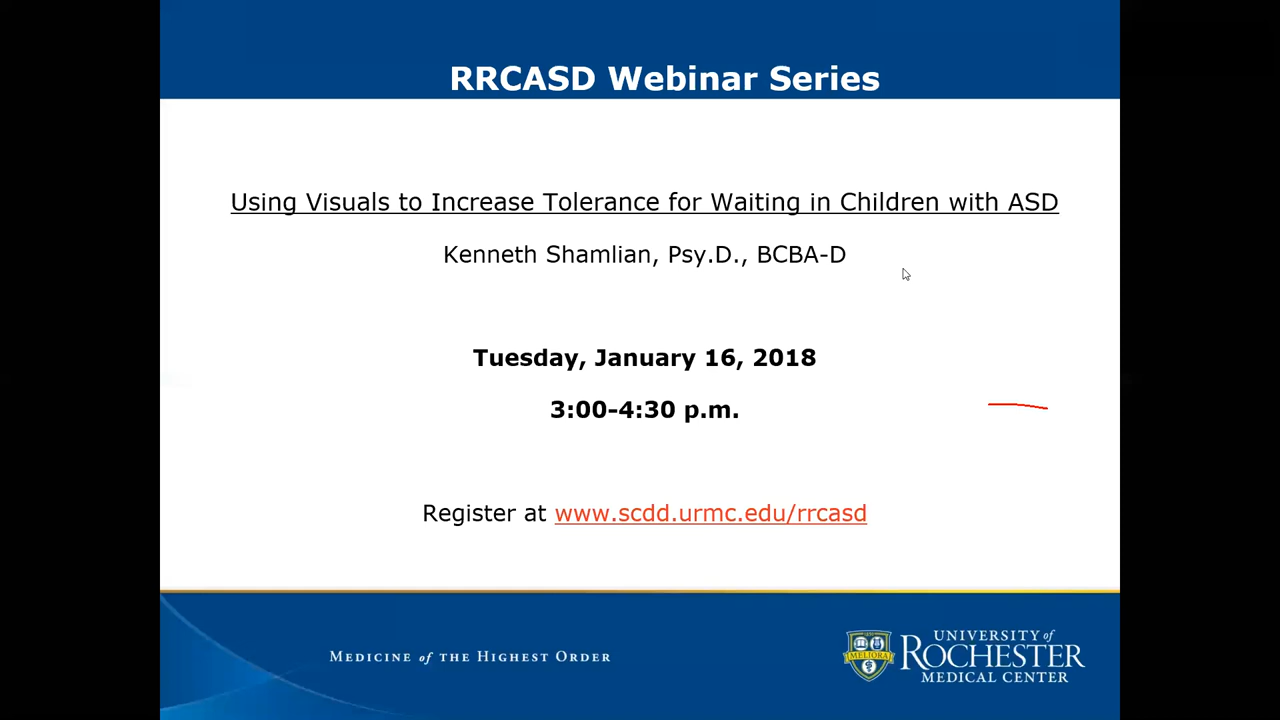 RRCASD Webinar Series
Using Visuals to Increase Tolerance for Waiting in Children with ASD
Kenneth Shamlian, Psy.D., BCBA-D
Tuesday, January 16, 2018
3:00-4:30 p.m.
Register at www.scdd.urmc.edu/rrcasd
MEDICINE of THE HIGHEST ORDER
MELIORA
UNIVERSITY of
ROCHESTER
MEDICAL CENTER